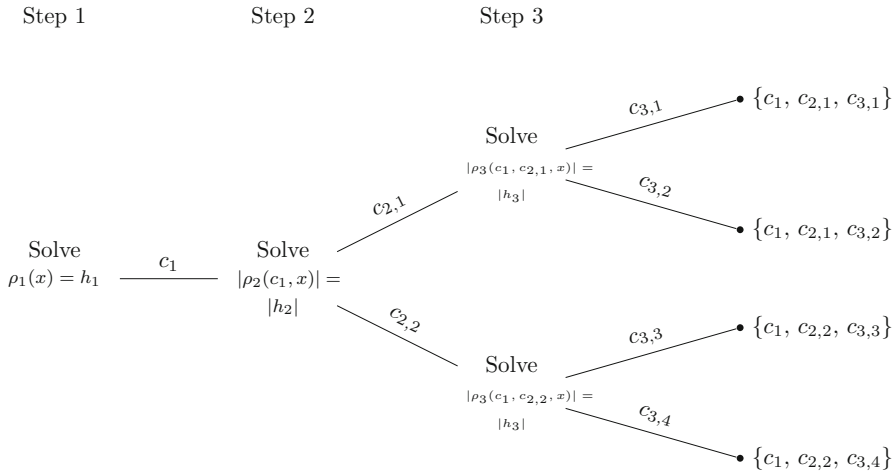 Step 1
Step 2
Step 3
Solve
ρ₁(x) = h₁
c₁
Solve
|ρ₂(c₁, x)| =
|h₂|
c₂,₁
c₂,₂
Solve
|ρ₃(c₁, c₂,₁, x)| =
|h₃|
c₃,₁
c₃,₂
{c₁, c₂,₁, c₃,₁}
{c₁, c₂,₁, c₃,₂}
Solve
|ρ₃(c₁, c₂,₂, x)| =
|h₃|
c₃,₃
c₃,₄
{c₁, c₂,₂, c₃,₃}
{c₁, c₂,₂, c₃,₄}